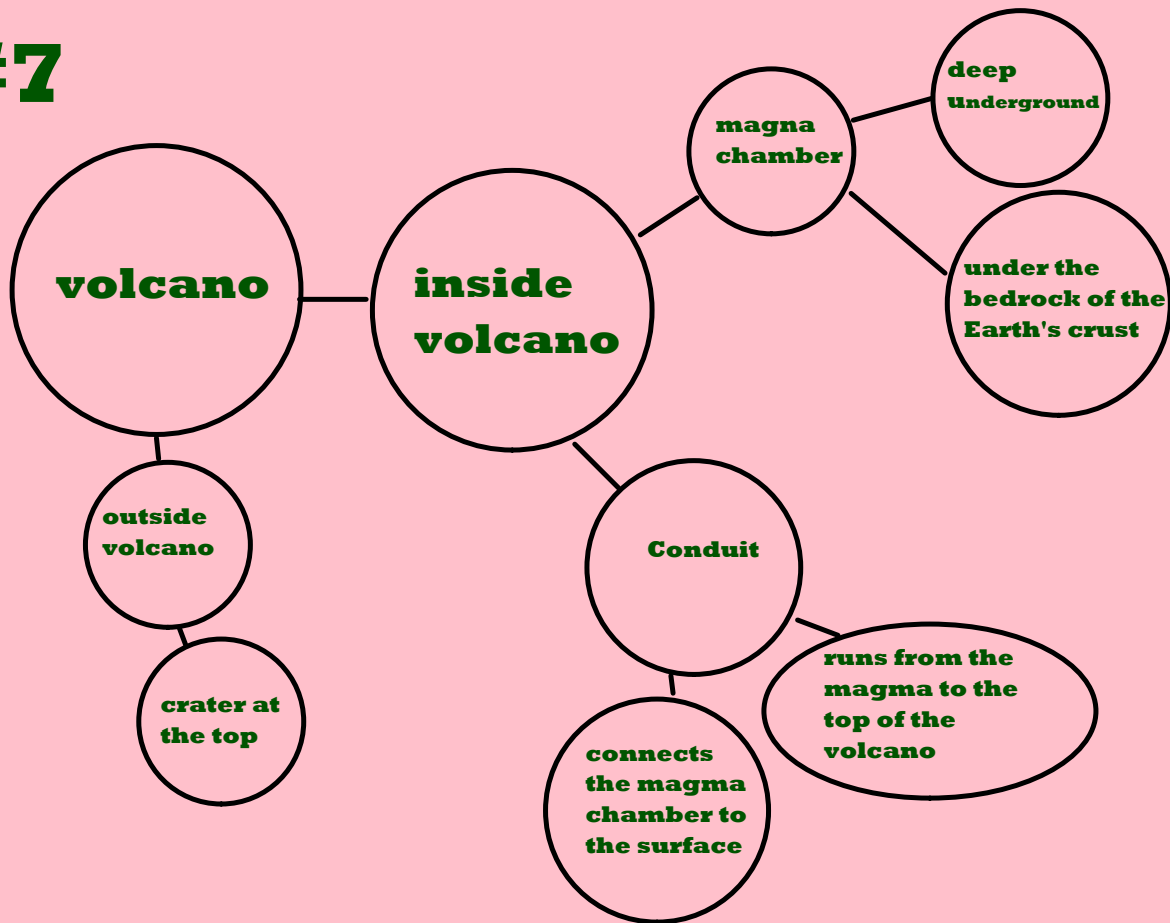 #7
volcano
inside
volcano
magna
chamber
deep
underground
under the
bedrock of the
Earth's crust
outside
volcano
crater at
the top
Conduit
runs from the
magma to the
top of the
volcano
connects
the magma
chamber to
the surface